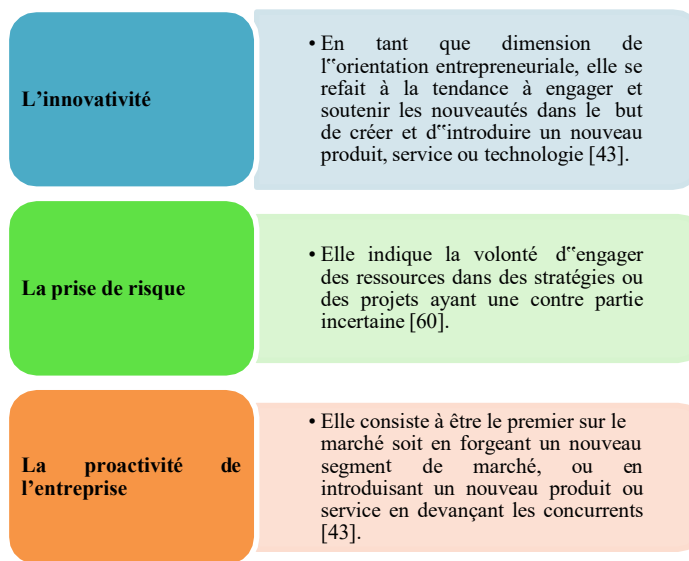 L’innovativité
• En tant que dimension de
l‟orientation entrepreneuriale, elle se
refait à la tendance à engager et
soutenir les nouveautés dans le but
de créer et d‟introduire un nouveau
produit, service ou technologie [43].
La prise de risque
• Elle indique la volonté d‟engager
des ressources dans des stratégies ou
des projets ayant une contre partie
incertaine [60].
La proactivité de
l’entreprise
• Elle consiste à être le premier sur le
marché soit en forgeant un nouveau
segment de marché, ou en
introduisant un nouveau produit ou
service en devançant les concurrents
[43].